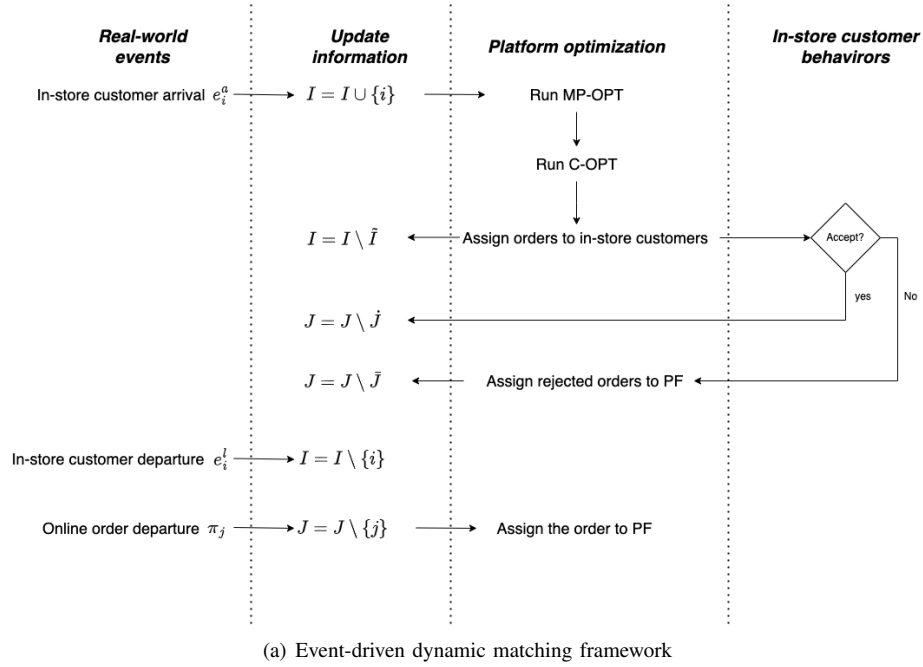 Real-world
events
Update
information
Platform optimization
In-store customer
behavirors
In-store customer arrival $e_i^a$
$I = I \cup \{i\}$
Run MP-OPT
Run C-OPT
$I = I \setminus \tilde{I}$
Assign orders to in-store customers
Accept?
yes
No
$J = J \setminus \dot{J}$
$J = J \setminus \bar{J}$
Assign rejected orders to PF
In-store customer departure $e_i^l$
$I = I \setminus \{i\}$
Online order departure $\pi_j$
$J = J \setminus \{j\}$
Assign the order to PF
(a) Event-driven dynamic matching framework